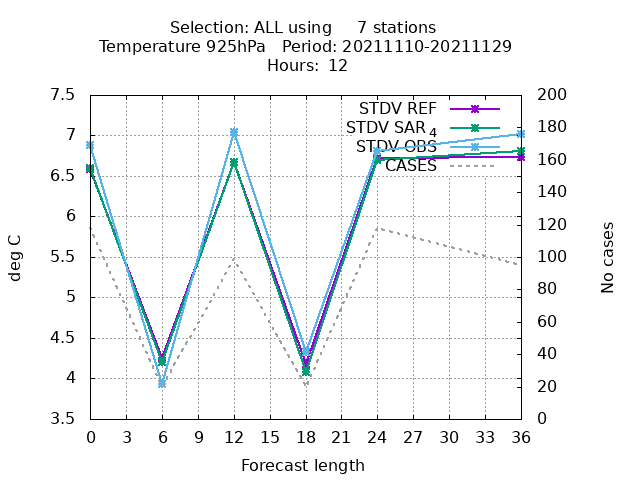 Selection: ALL using 7 stations
Temperature 925hPa Period: 20211110-20211129
Hours: 12
7.5
7
6.5
6
5.5
5
4.5
4
3.5
deg C
STDV REF
STDV SAR 4
STDV OBS
CASES
200
180
160
140
120
100
80
60
40
20
0
No cases
0 3 6 9 12 15 18 21 24 27 30 33 36
Forecast length